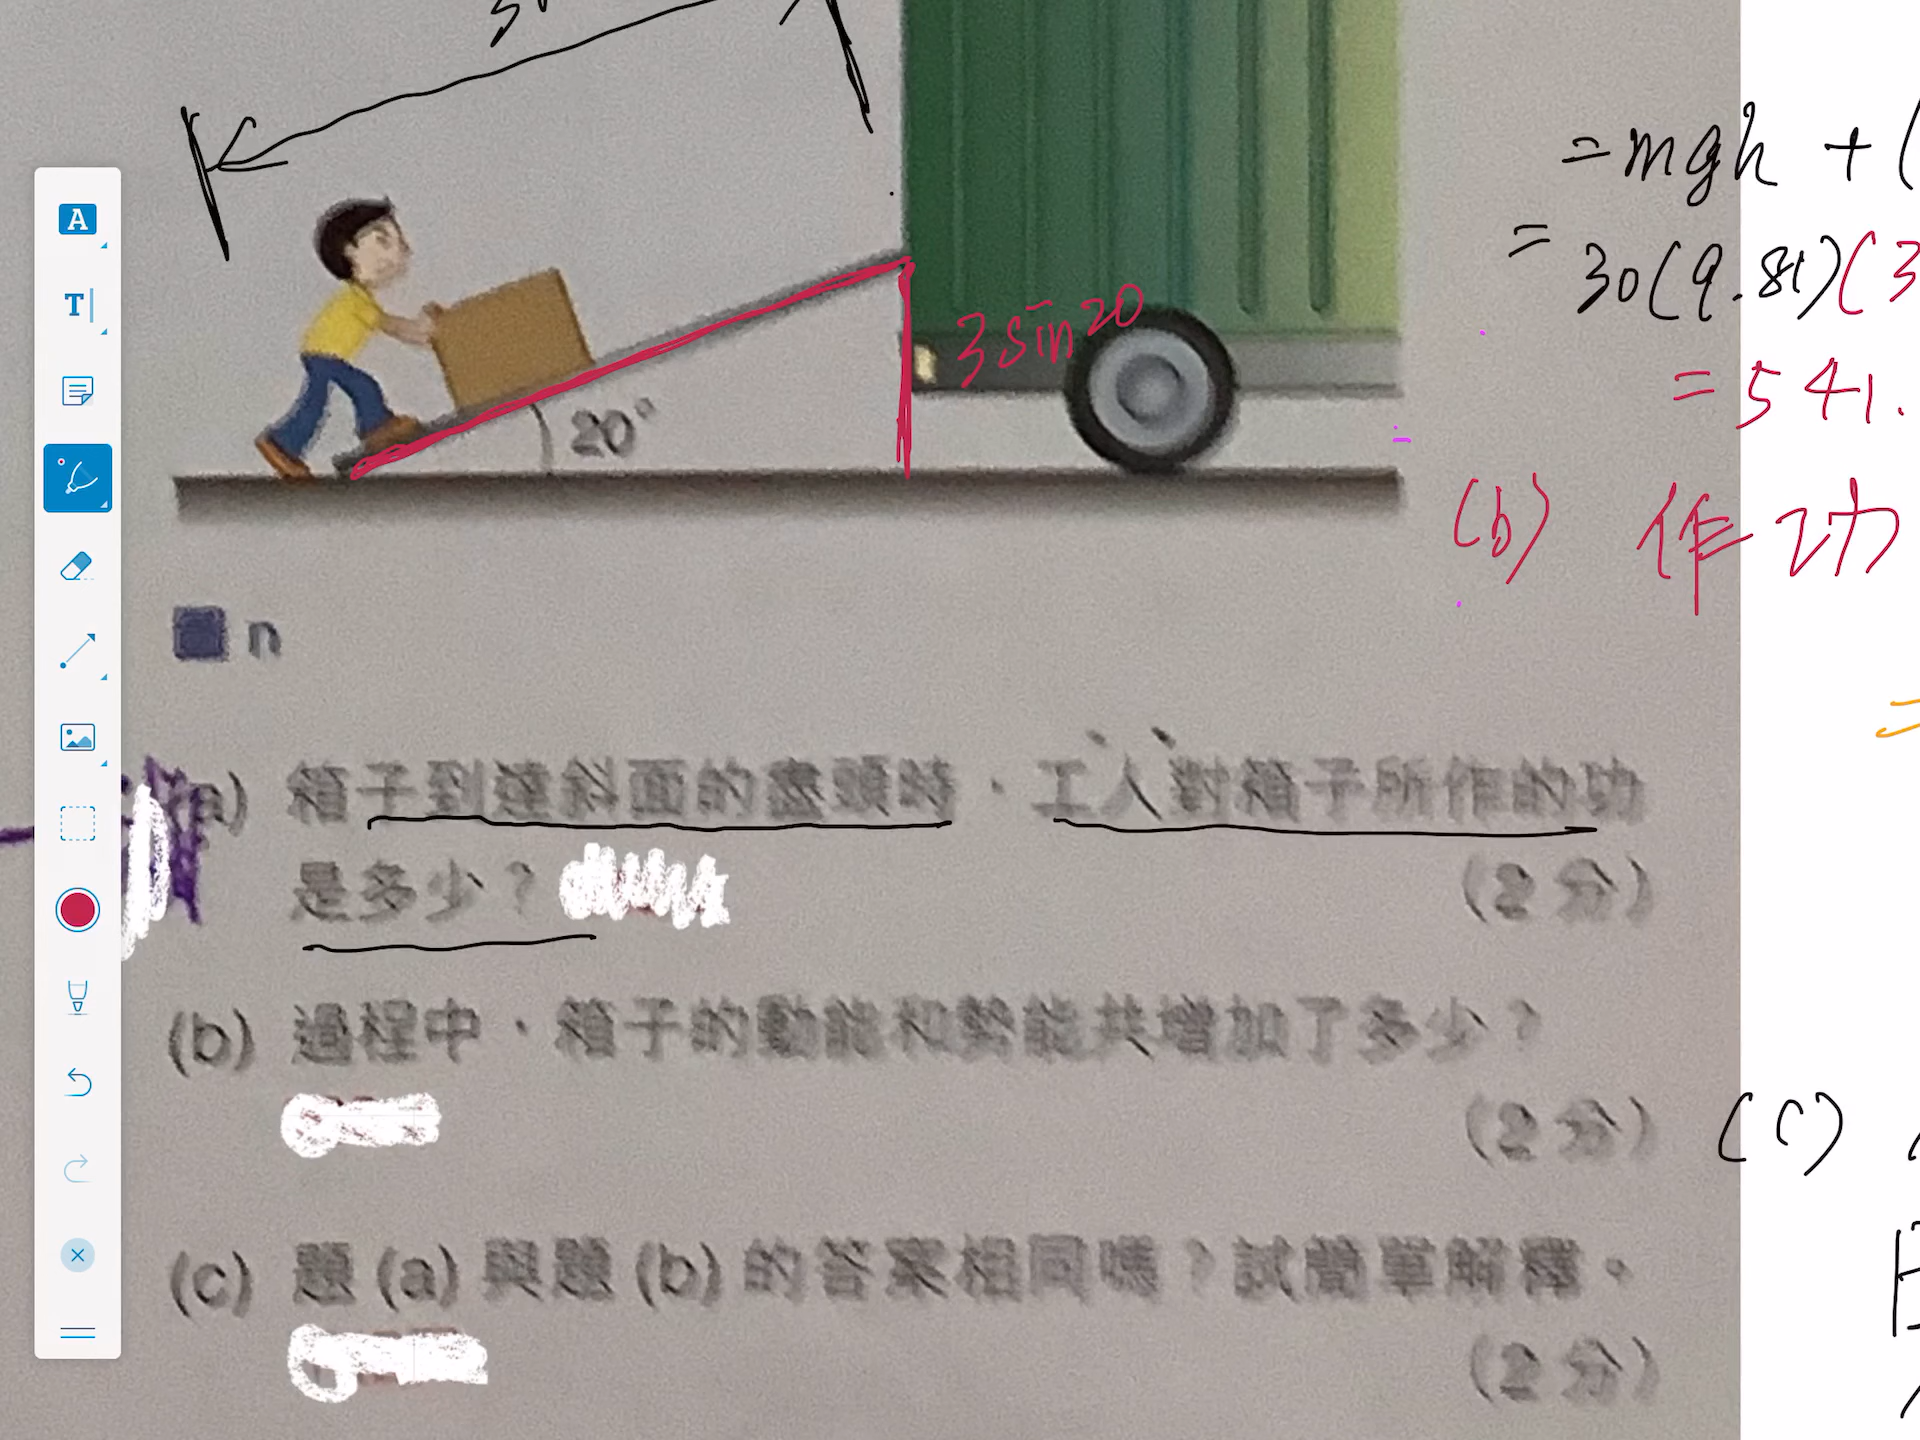 3 sin 20
20°
= mgh + (
= 30(9.81)(3
= 541.
(b) 作功
=
n
(a) 箱子到達斜面的盡頭時,工人對箱子所作的功
是多少?
(2 分)
(b) 過程中,箱子的動能和勢能共增加了多少?
(2 分)
(c)
(c) 題 (a) 與題 (b) 的答案相同嗎?試簡單解釋。
(2 分)